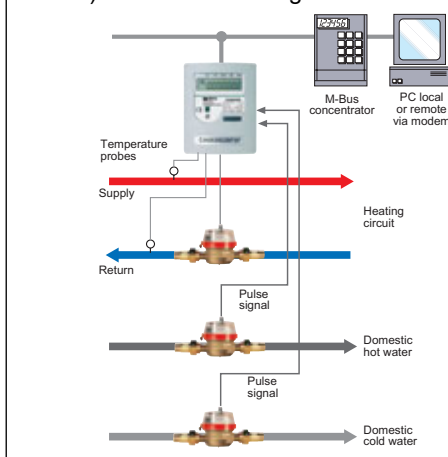 M-Bus
concentrator
PC local
or remote
via modem
Temperature
probes
Supply
Heating
circuit
Return
Pulse
signal
Domestic
hot water
Pulse
signal
Domestic
cold water